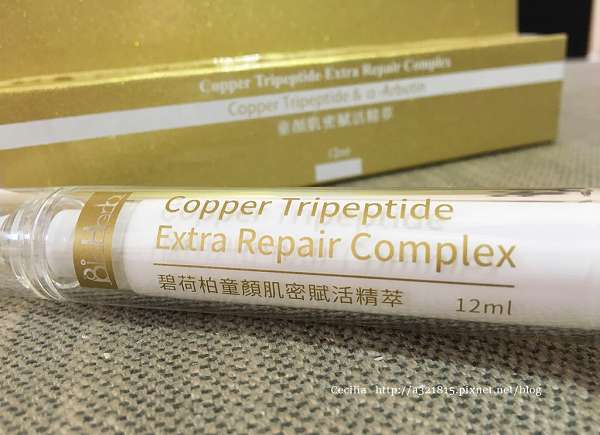 Copper Tripeptide Extra Repair Complex
Copper Tripeptide & α-Arbutin
童顏肌密賦活精萃
12ml
Bi°Herb
Copper Tripeptide
Extra Repair Complex
碧荷柏童顏肌密賦活精萃
12ml
Cecilia http://a321815.pixnet.net/blog